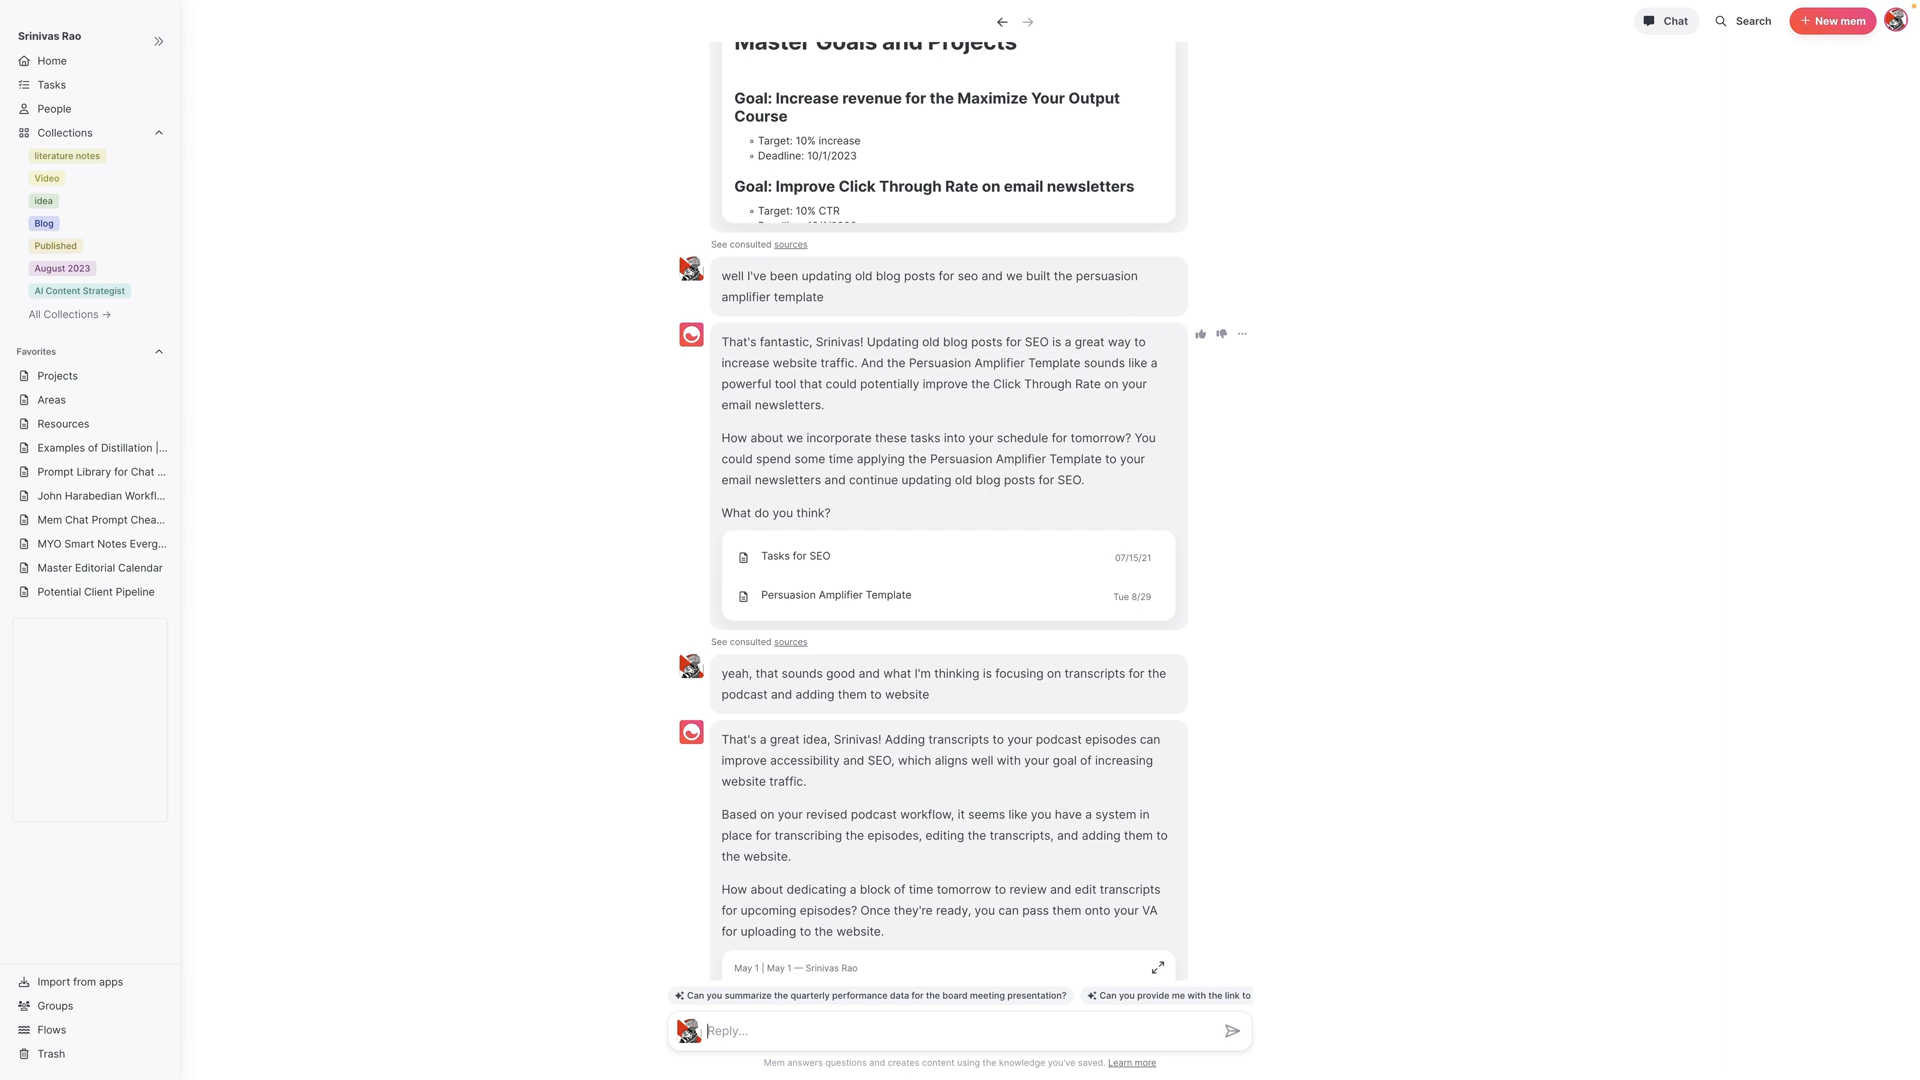 Srinivas Rao
Home
Tasks
People
Collections
literature notes
Video
idea
Blog
Published
August 2023
AI Content Strategist
All Collections →
Favorites
Projects
Areas
Resources
Examples of Distillation |...
Prompt Library for Chat ...
John Harabedian Workfl...
Mem Chat Prompt Chea...
MYO Smart Notes Everg...
Master Editorial Calendar
Potential Client Pipeline
Import from apps
Groups
Flows
Trash
Chat
Search
+ New mem
Master Goals and Projects
Goal: Increase revenue for the Maximize Your Output
Course
Target: 10% increase
Deadline: 10/1/2023
Goal: Improve Click Through Rate on email newsletters
Target: 10% CTR
See consulted sources
well I've been updating old blog posts for seo and we built the persuasion
amplifier template
That's fantastic, Srinivas! Updating old blog posts for SEO is a great way to
increase website traffic. And the Persuasion Amplifier Template sounds like a
powerful tool that could potentially improve the Click Through Rate on your
email newsletters.
How about we incorporate these tasks into your schedule for tomorrow? You
could spend some time applying the Persuasion Amplifier Template to your
email newsletters and continue updating old blog posts for SEO.
What do you think?
Tasks for SEO 07/15/21
Persuasion Amplifier Template Tue 8/29
See consulted sources
yeah, that sounds good and what I'm thinking is focusing on transcripts for the
podcast and adding them to website
That's a great idea, Srinivas! Adding transcripts to your podcast episodes can
improve accessibility and SEO, which aligns well with your goal of increasing
website traffic.
Based on your revised podcast workflow, it seems like you have a system in
place for transcribing the episodes, editing the transcripts, and adding them to
the website.
How about dedicating a block of time tomorrow to review and edit transcripts
for upcoming episodes? Once they're ready, you can pass them onto your VA
for uploading to the website.
May 1 | May 1 — Srinivas Rao
Can you summarize the quarterly performance data for the board meeting presentation?
Can you provide me with the link to
Reply...
Mem answers questions and creates content using the knowledge you've saved. Learn more